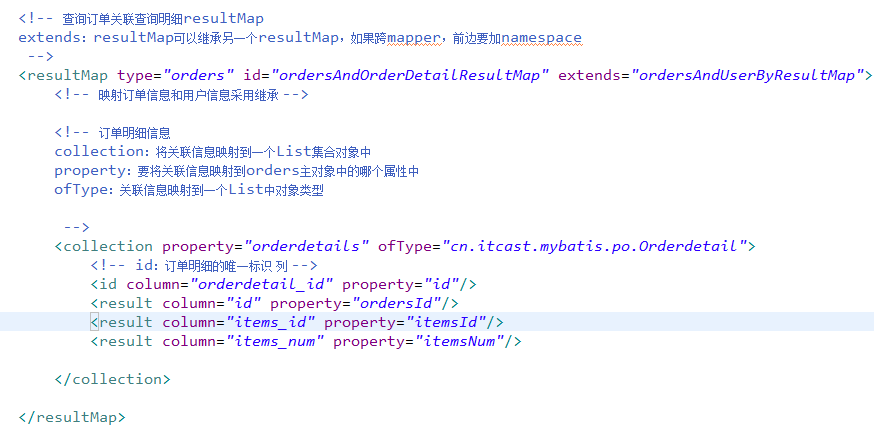 <!-- 查询订单关联查询明细resultMap
extends：resultMap可以继承另一个resultMap，如果跨mapper，前边要加namespace
-->
<resultMap type="orders" id="ordersAndOrderDetailResultMap" extends="ordersAndUserByResultMap">
<!-- 映射订单信息和用户信息采用继承 -->
<!-- 订单明细信息
collection：将关联信息映射到一个List集合对象中
property：要将关联信息映射到orders主对象中的哪个属性中
ofType：关联信息映射到一个List中对象类型
-->
<collection property="orderdetails" ofType="cn.itcast.mybatis.po.Orderdetail">
<!-- id：订单明细的唯一标识 列 -->
<id column="orderdetail_id" property="id"/>
<result column="id" property="ordersId"/>
<result column="items_id" property="itemsId"/>
<result column="items_num" property="itemsNum"/>
</collection>
</resultMap>